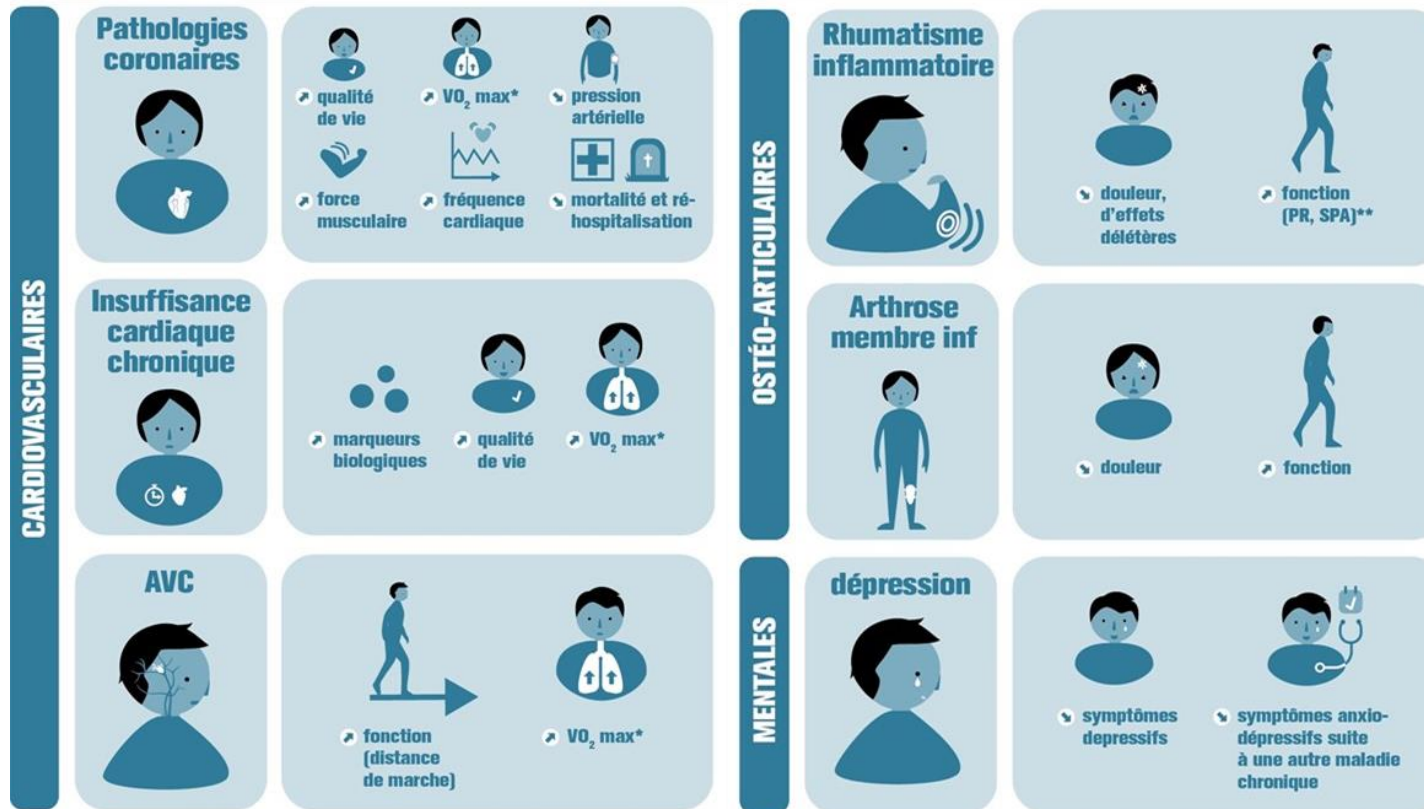 CARDIOVASCULAIRES
Pathologies
coronaires
qualité
de vie
VO₂ max*
pression
artérielle
force
musculaire
fréquence
cardiaque
mortalité et ré-
hospitalisation
Insuffisance
cardiaque
chronique
marqueurs
biologiques
qualité
de vie
VO₂ max*
AVC
fonction
(distance
de marche)
VO₂ max*
OSTÉO-ARTICULAIRES
Rhumatisme
inflammatoire
douleur,
d'effets
délétères
fonction
(PR, SPA)**
Arthrose
membre inf
douleur
fonction
MENTALES
dépression
symptômes
depressifs
symptômes anxio-
dépressifs suite
à une autre maladie
chronique